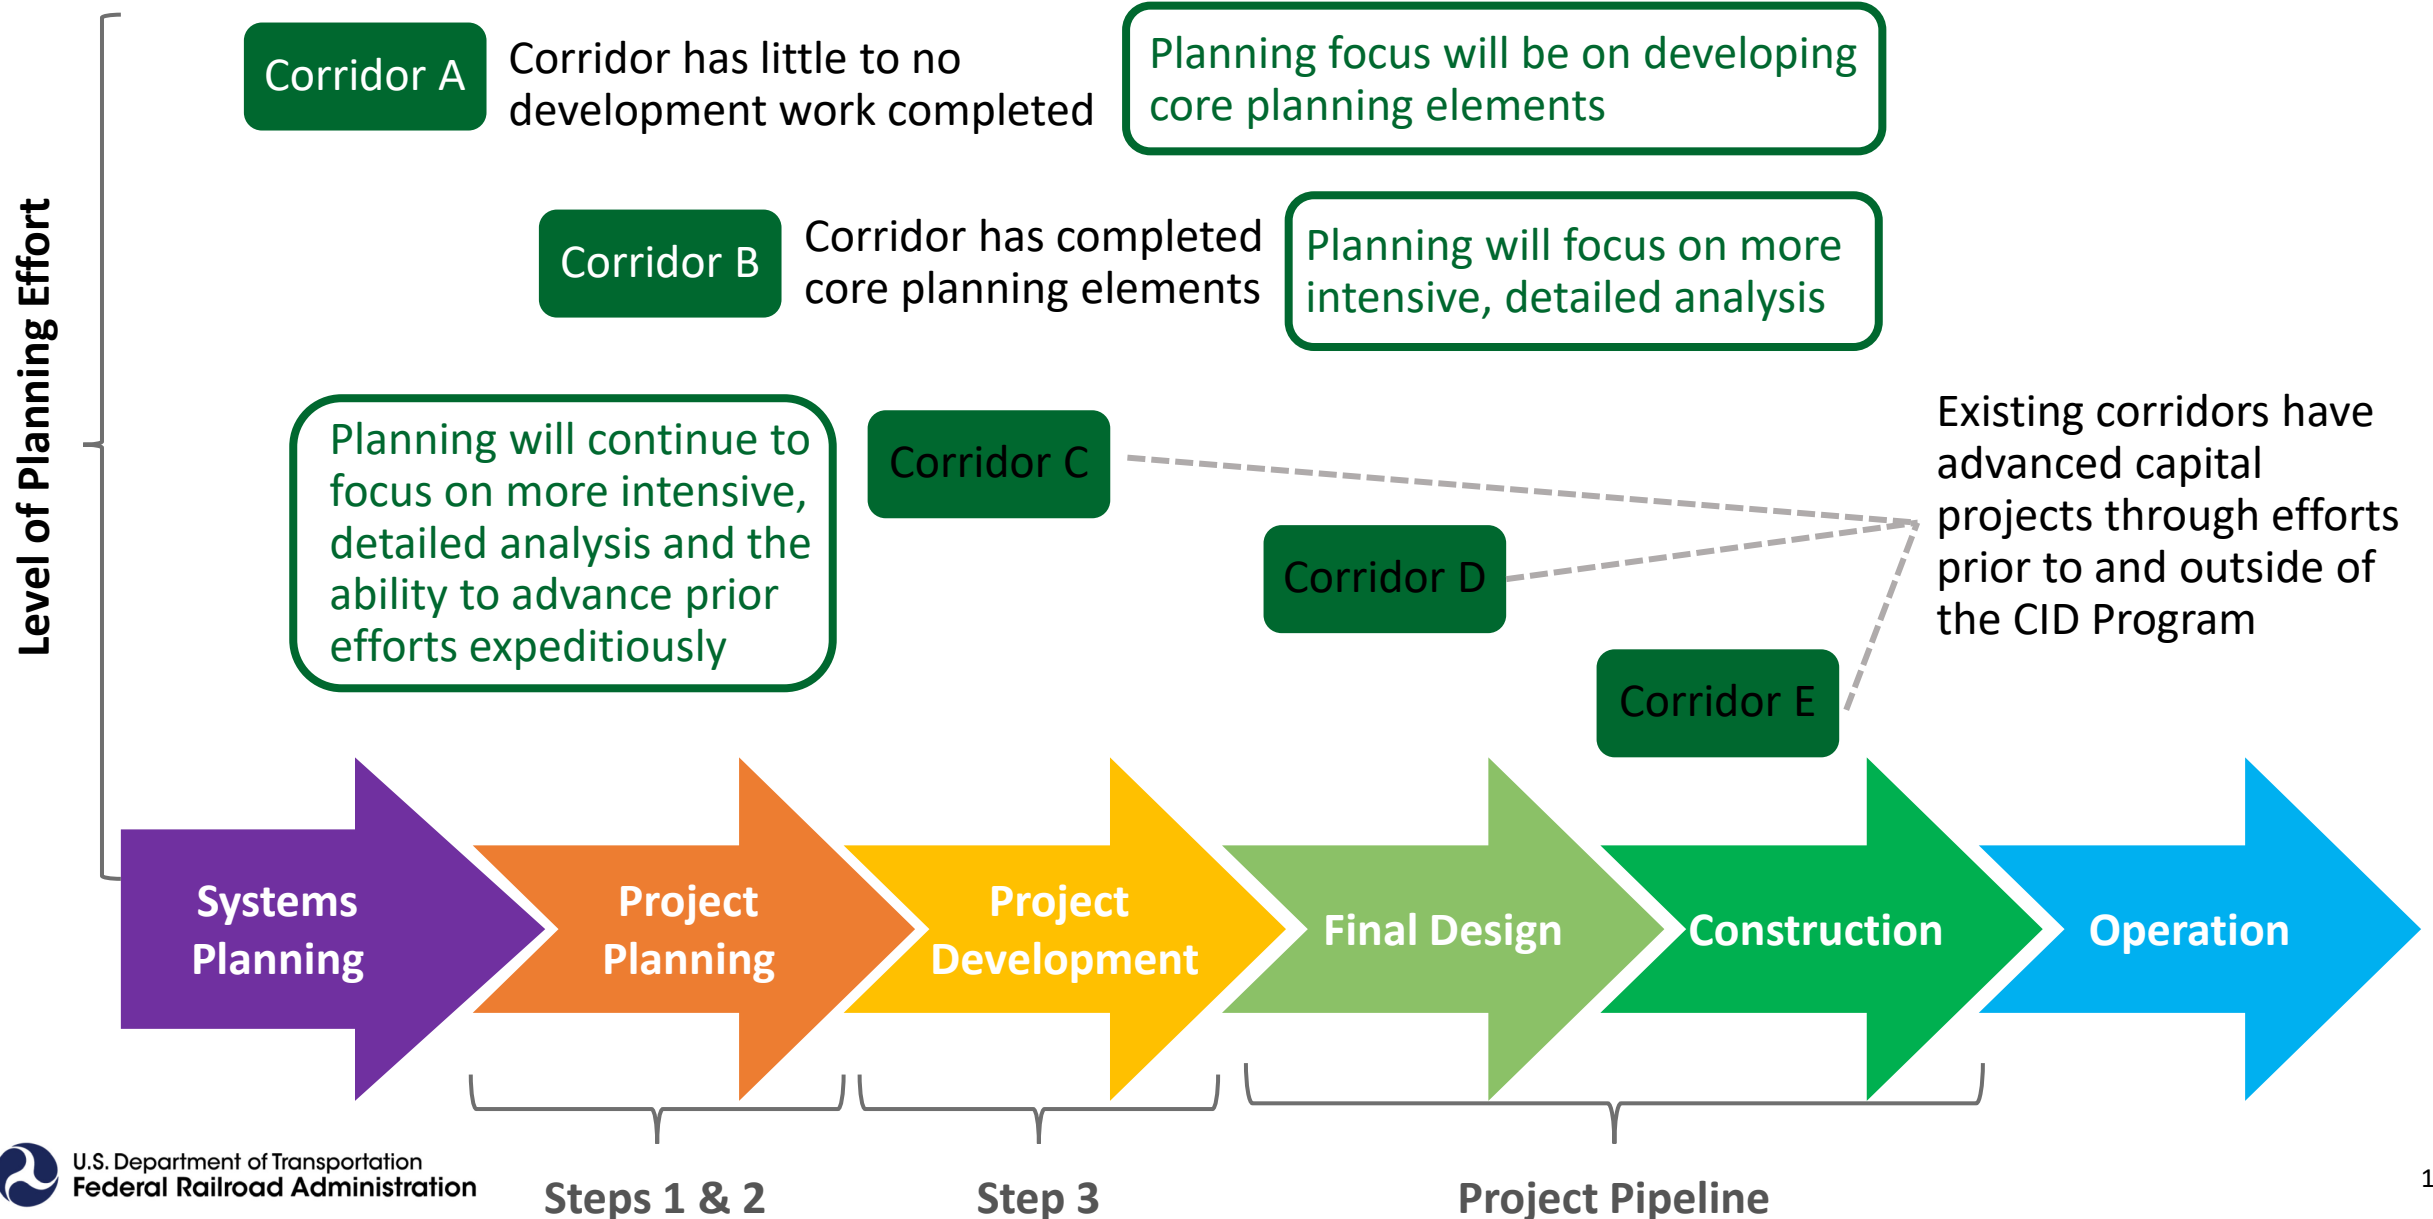 Level of Planning Effort
Corridor A
Corridor has little to no
development work completed
Planning focus will be on developing
core planning elements
Corridor B
Corridor has completed
core planning elements
Planning will focus on more
intensive, detailed analysis
Planning will continue to
focus on more intensive,
detailed analysis and the
ability to advance prior
efforts expeditiously
Corridor C
Corridor D
Corridor E
Existing corridors have
advanced capital
projects through efforts
prior to and outside of
the CID Program
Systems
Planning
Project
Planning
Project
Development
Final Design
Construction
Operation
Steps 1 & 2
Step 3
Project Pipeline
U.S. Department of Transportation
Federal Railroad Administration
1